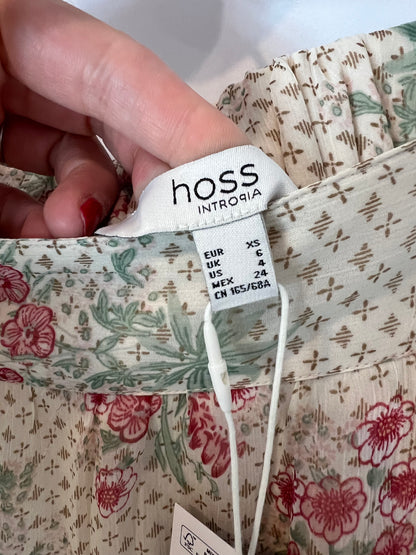 hoss
INTROPIA
EUR XS
UK 6
US 4
MEX 24
CN 165/68A